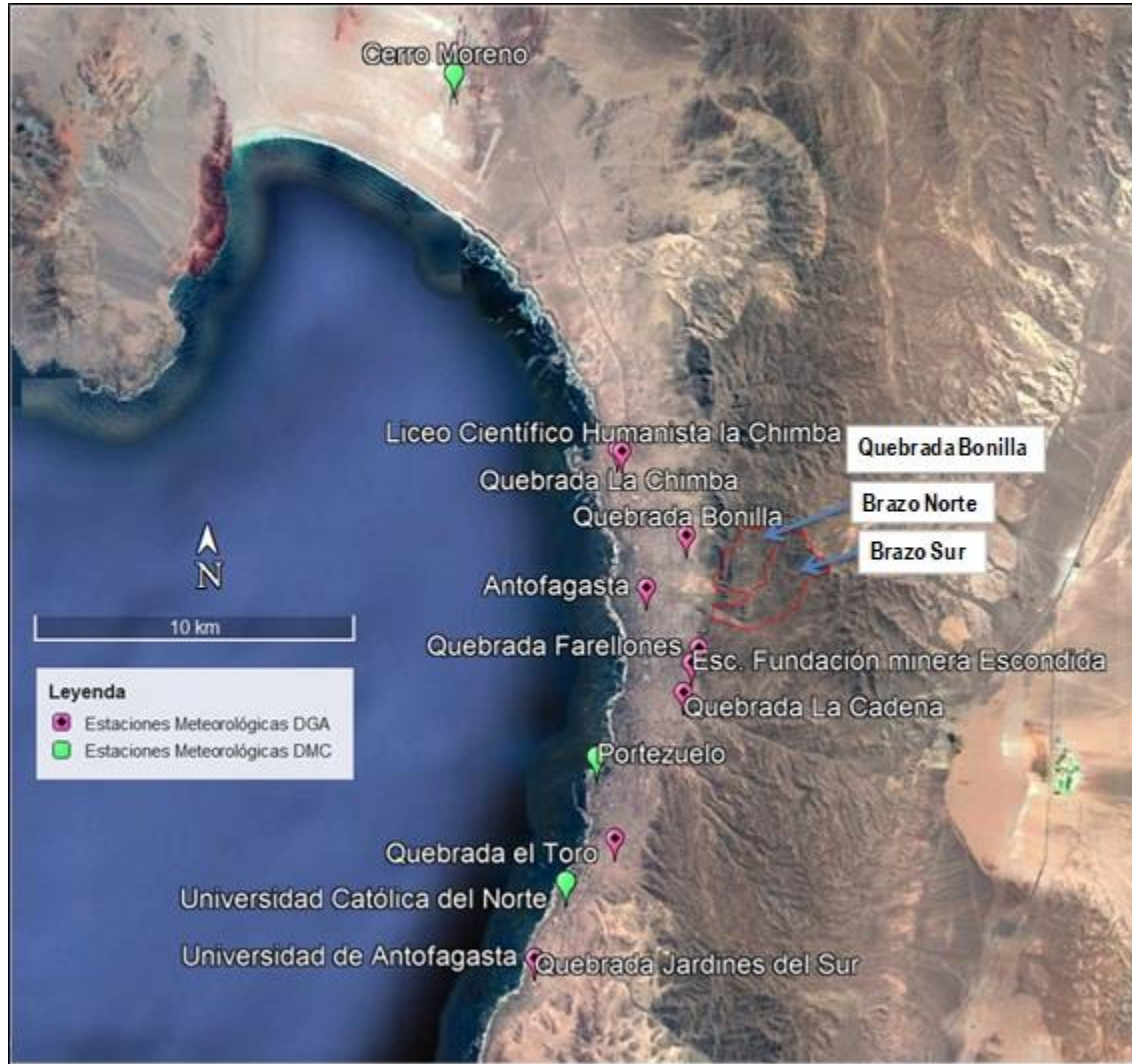 Cerro Moreno
Liceo Científico Humanista la Chimba
Quebrada Bonilla
Quebrada La Chimba
Brazo Norte
Quebrada Bonilla
Brazo Sur
Antofagasta
N
10 km
Quebrada Farellones
Esc. Fundación minera Escondida
Leyenda
Quebrada La Cadena
Estaciones Meteorológicas DGA
Estaciones Meteorológicas DMC
Portezuelo
Quebrada el Toro
Universidad Católica del Norte
Universidad de Antofagasta
Quebrada Jardines del Sur